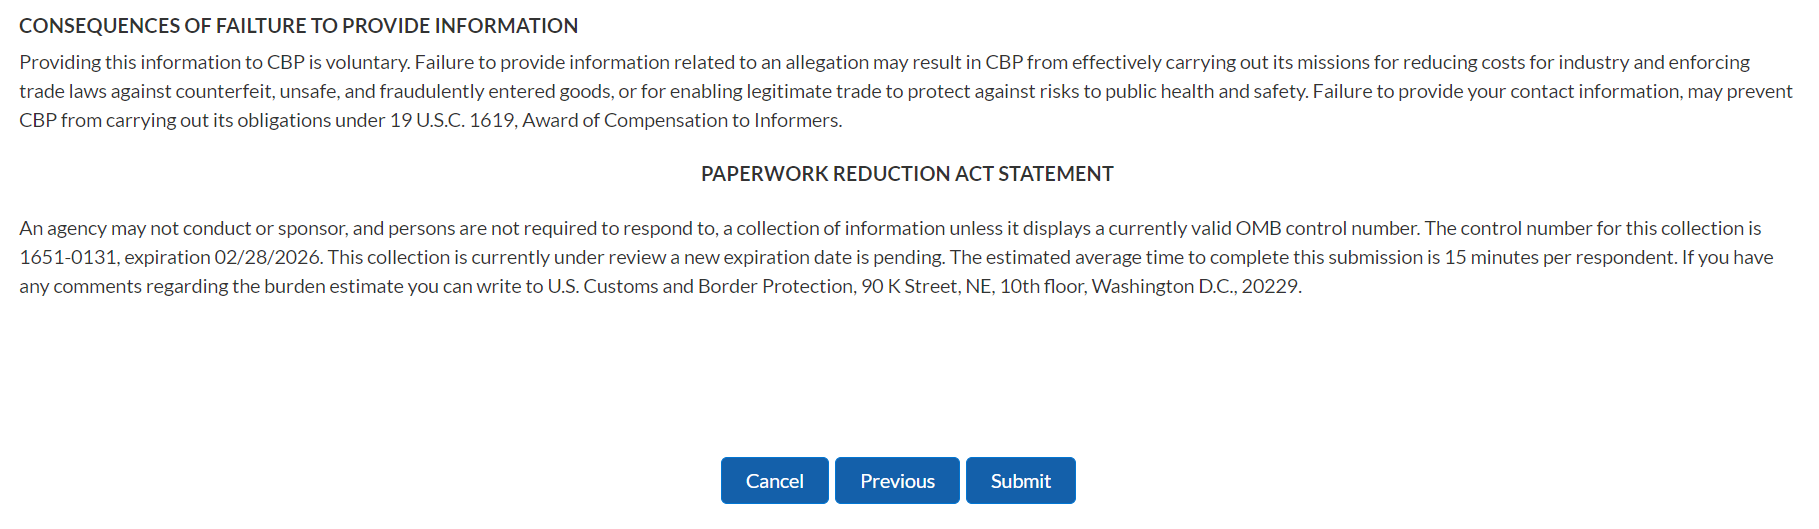 CONSEQUENCES OF FAILTURE TO PROVIDE INFORMATION
Providing this information to CBP is voluntary. Failure to provide information related to an allegation may result in CBP from effectively carrying out its missions for reducing costs for industry and enforcing
trade laws against counterfeit, unsafe, and fraudulently entered goods, or for enabling legitimate trade to protect against risks to public health and safety. Failure to provide your contact information, may prevent
CBP from carrying out its obligations under 19 U.S.C. 1619, Award of Compensation to Informers.
PAPERWORK REDUCTION ACT STATEMENT
An agency may not conduct or sponsor, and persons are not required to respond to, a collection of information unless it displays a currently valid OMB control number. The control number for this collection is
1651-0131, expiration 02/28/2026. This collection is currently under review a new expiration date is pending. The estimated average time to complete this submission is 15 minutes per respondent. If you have
any comments regarding the burden estimate you can write to U.S. Customs and Border Protection, 90 K Street, NE, 10th floor, Washington D.C., 20229.
Cancel Previous Submit